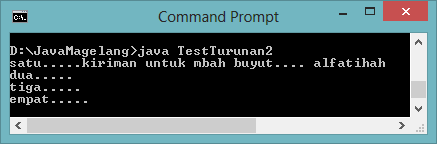 Command Prompt
D:\JavaMagelang>java TestTurunan2
satu.....kiriman untuk mbah buyut.... alfatihah
dua.....
tiga.....
empat.....